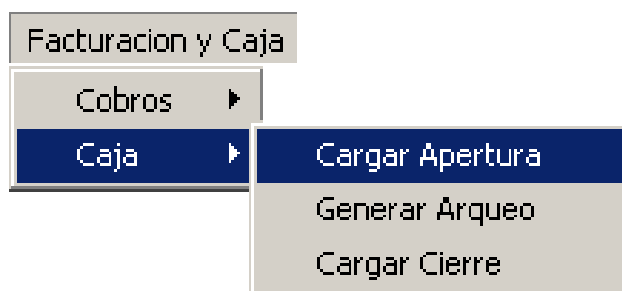 Facturacion y Caja
Cobros
Caja
Cargar Apertura
Generar Arqueo
Cargar Cierre